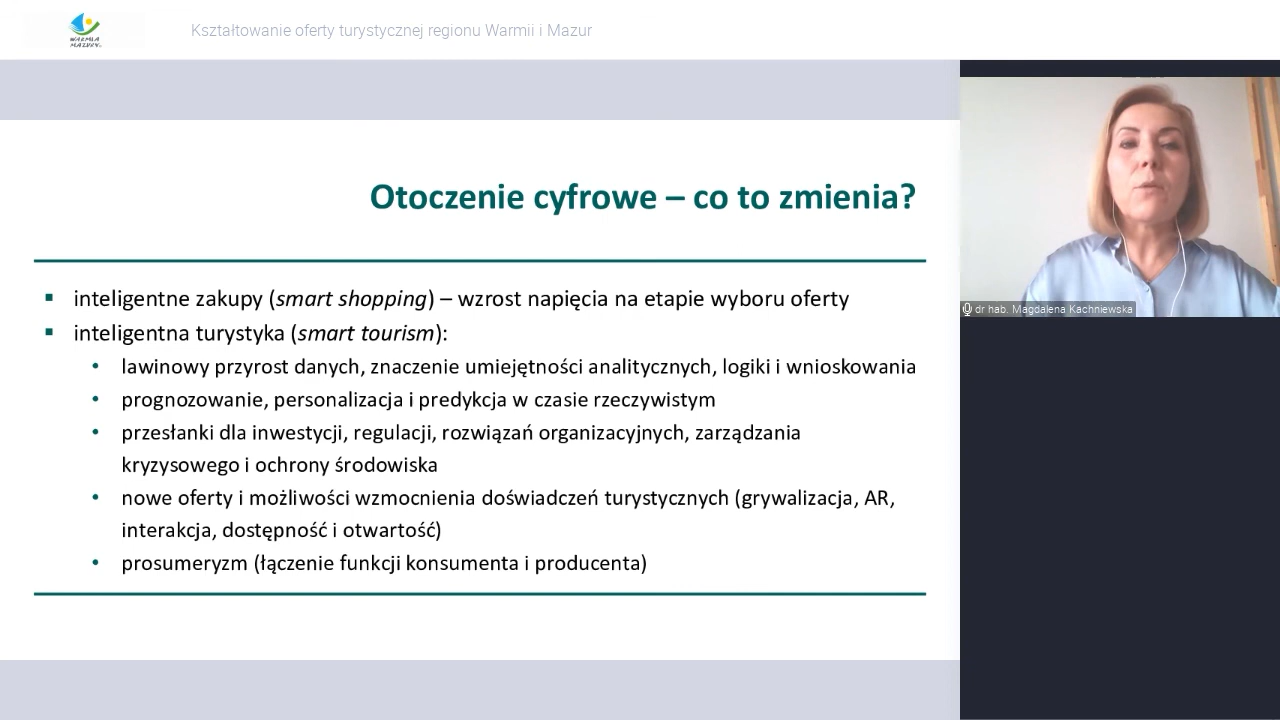 WARMIA
MAZURY
Kształtowanie oferty turystycznej regionu Warmii i Mazur
Otoczenie cyfrowe – co to zmienia?
inteligentne zakupy (smart shopping) – wzrost napięcia na etapie wyboru oferty
inteligentna turystyka (smart tourism):
lawinowy przyrost danych, znaczenie umiejętności analitycznych, logiki i wnioskowania
prognozowanie, personalizacja i predykcja w czasie rzeczywistym
przesłanki dla inwestycji, regulacji, rozwiązań organizacyjnych, zarządzania
kryzysowego i ochrony środowiska
nowe oferty i możliwości wzmocnienia doświadczeń turystycznych (grywalizacja, AR,
interakcja, dostępność i otwartość)
prosumeryzm (łączenie funkcji konsumenta i producenta)
dr hab. Magdalena Kachniewska